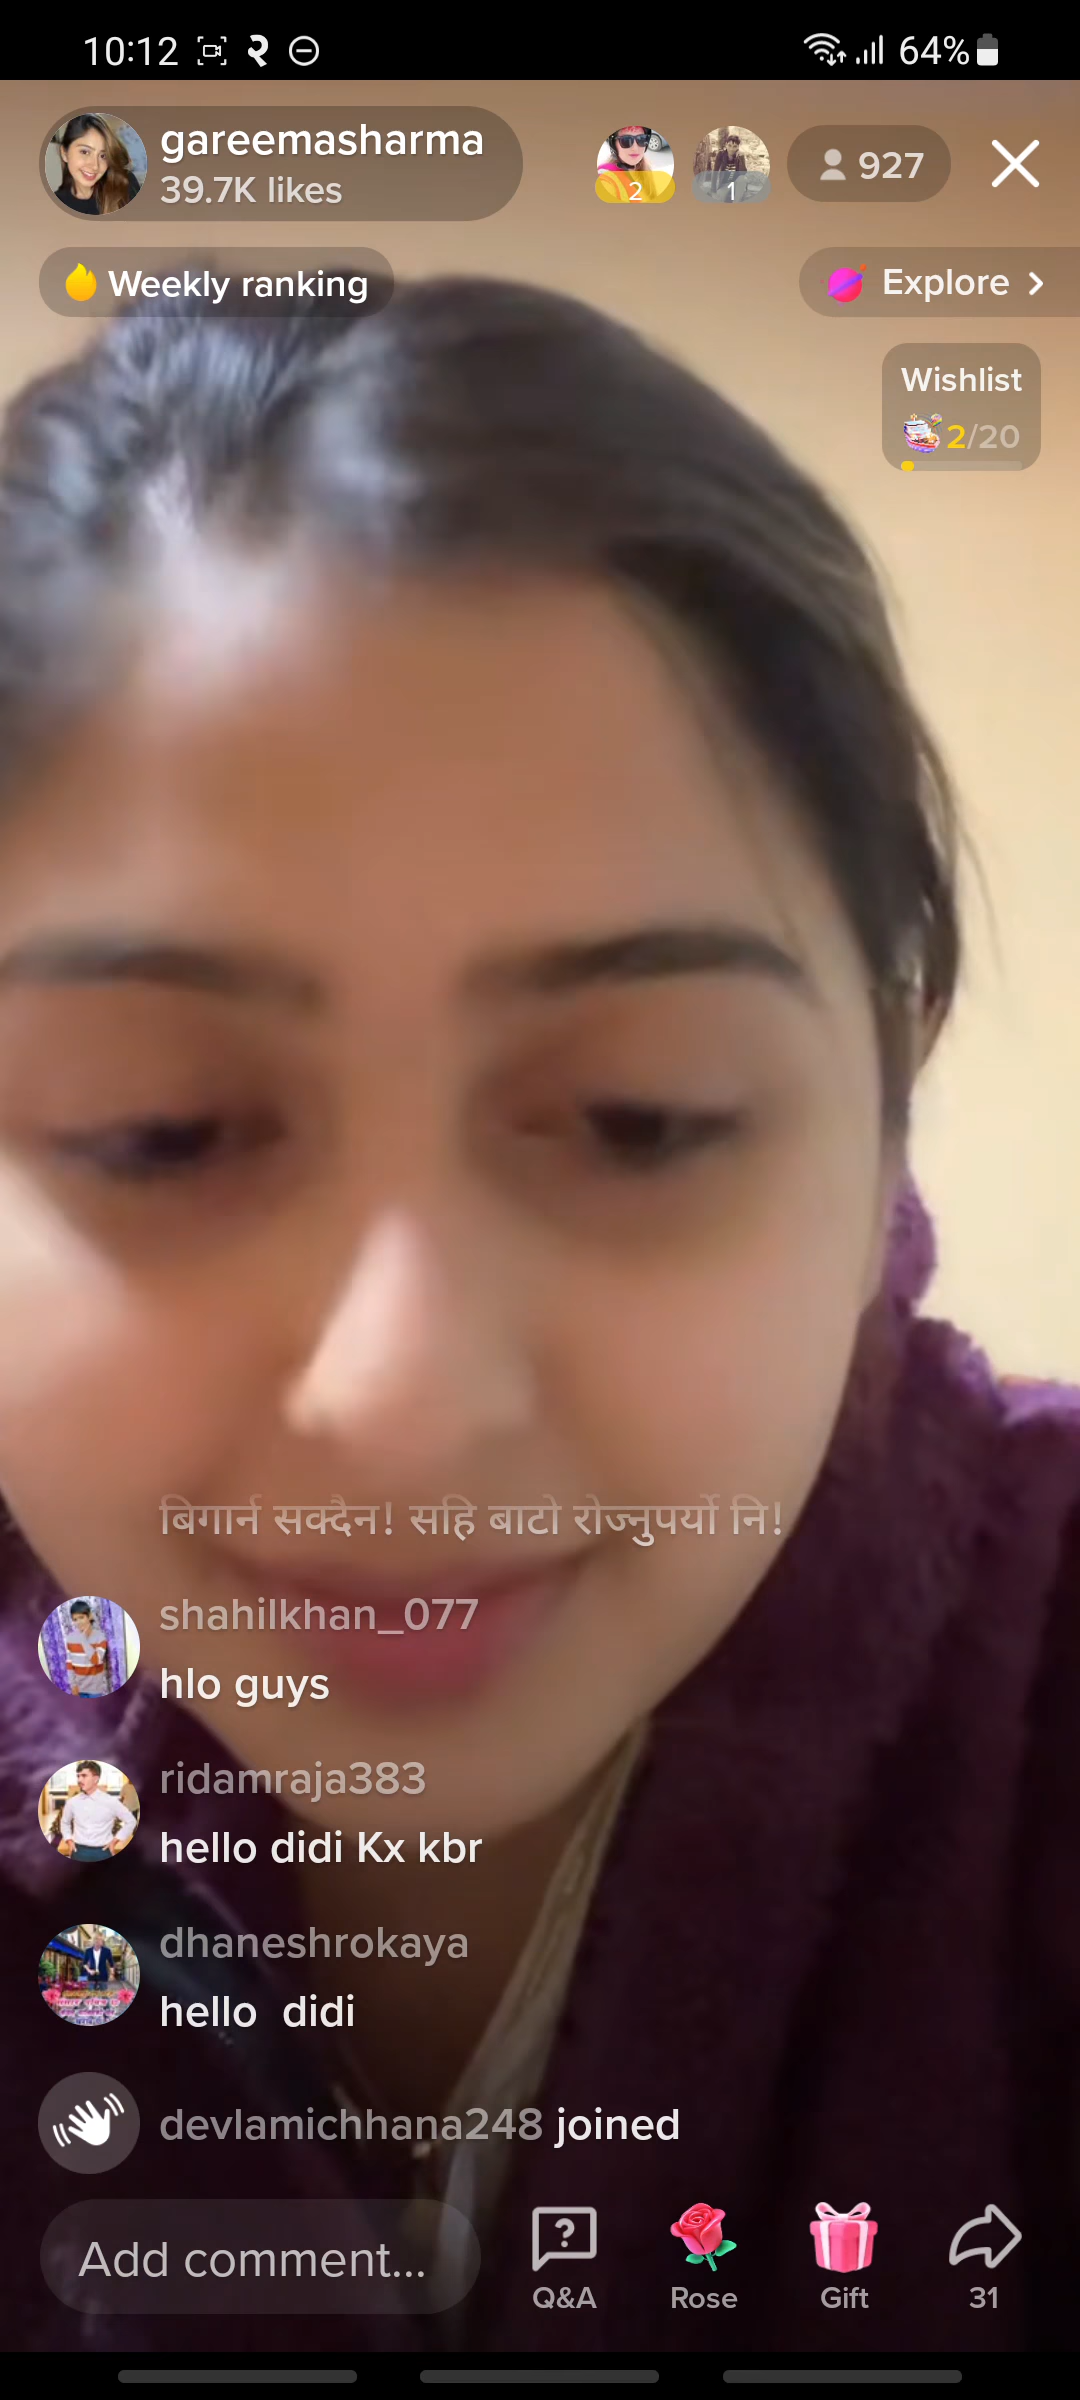 10:12 64%
gareemasharma
39.7K likes
2
1
927
Weekly ranking
Explore
Wishlist
2/20
बिगार्न सक्दैन! सहि बाटो रोज्नुपर्यो नि!
shahilkhan_077
hlo guys
ridamraja383
hello didi Kx kbr
dhaneshrokaya
hello didi
devlamichhana248 joined
Add comment...
Q&A
Rose
Gift
31